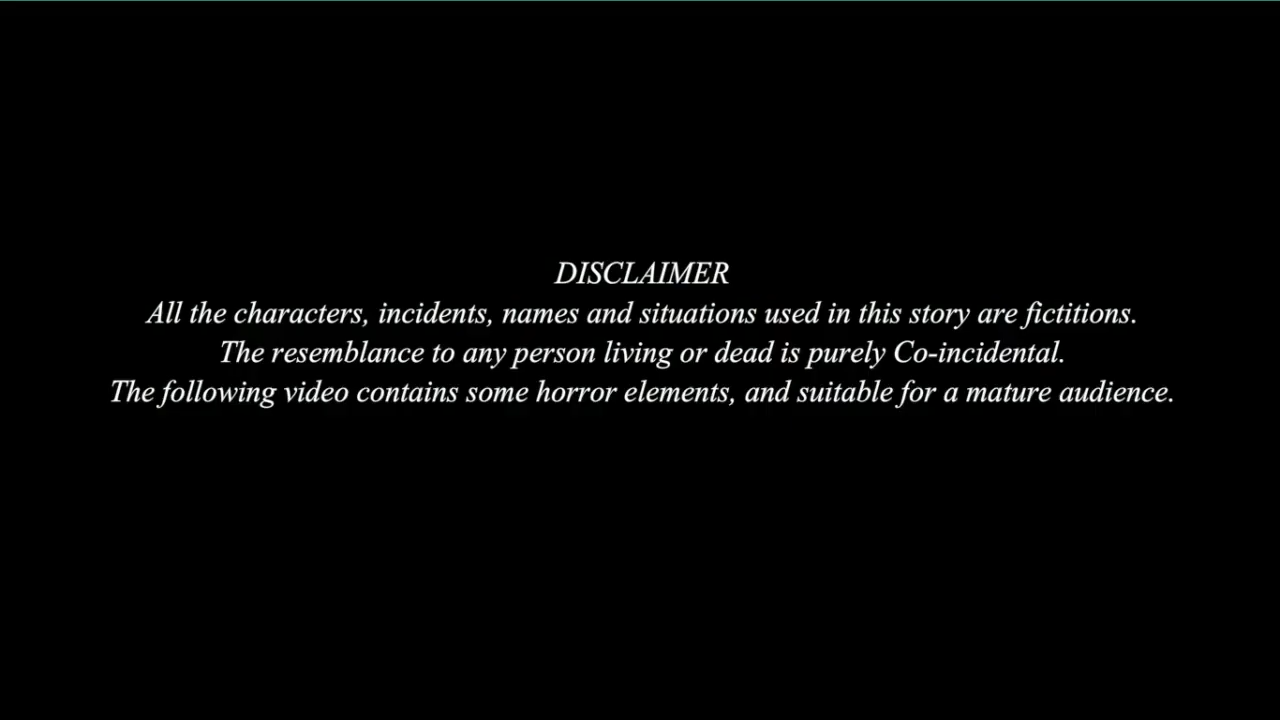 DISCLAIMER
All the characters, incidents, names and situations used in this story are fictitions.
The resemblance to any person living or dead is purely Co-incidental.
The following video contains some horror elements, and suitable for a mature audience.